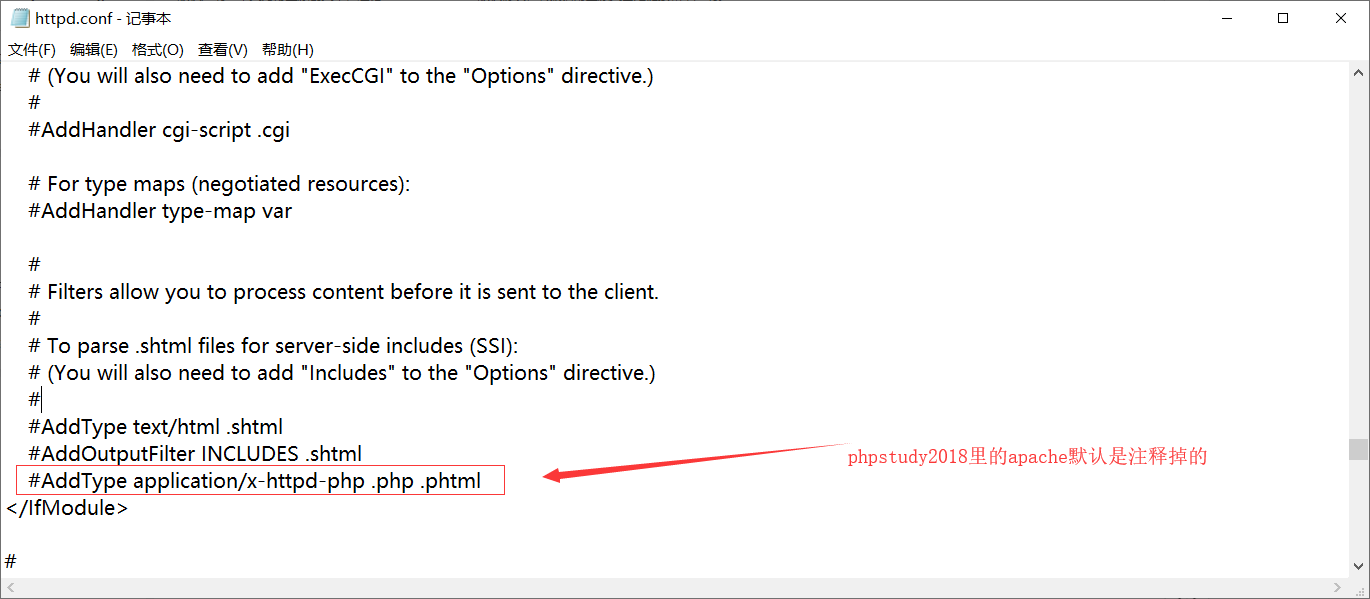 httpd.conf - 记事本
文件(F) 编辑(E) 格式(O) 查看(V) 帮助(H)
# (You will also need to add "ExecCGI" to the "Options" directive.)
#
#AddHandler cgi-script .cgi
# For type maps (negotiated resources):
#AddHandler type-map var
#
# Filters allow you to process content before it is sent to the client.
#
# To parse .shtml files for server-side includes (SSI):
# (You will also need to add "Includes" to the "Options" directive.)
#
#AddType text/html .shtml
#AddOutputFilter INCLUDES .shtml
#AddType application/x-httpd-php .php .phtml
phpstudy2018里的apache默认是注释掉的
</IfModule>
#